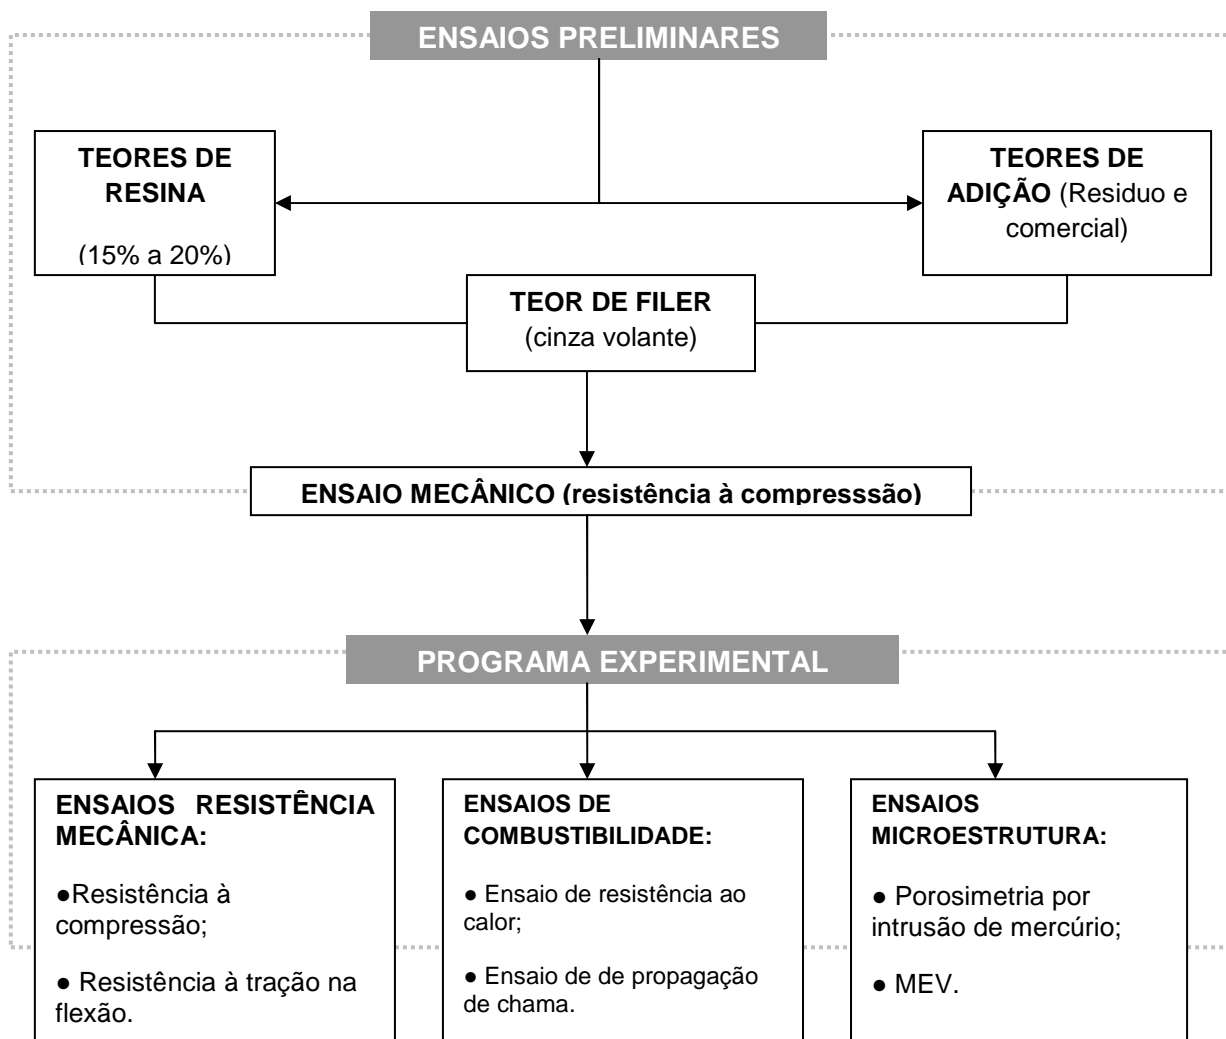 ENSAIOS PRELIMINARES
TEORES DE
RESINA
(15% a 20%)
TEORES DE
ADIÇÃO (Residuo e
comercial)
TEOR DE FILER
(cinza volante)
ENSAIO MECÂNICO (resistência à compresssão)
PROGRAMA EXPERIMENTAL
ENSAIOS RESISTÊNCIA
MECÂNICA:
●Resistência à
compressão;
● Resistência à tração na
flexão.
ENSAIOS DE
COMBUSTIBILIDADE:
● Ensaio de resistência ao
calor;
● Ensaio de de propagação
de chama.
ENSAIOS
MICROESTRUTURA:
● Porosimetria por
intrusão de mercúrio;
● MEV.